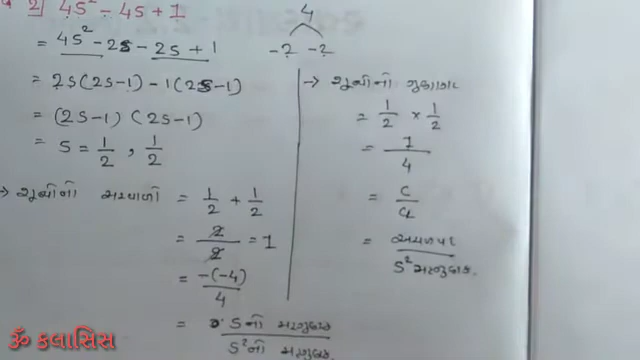 2] 4s² - 4s + 1
= 4s² - 2s - 2s + 1
= 2s(2s-1) - 1(2s-1)
= (2s-1) (2s-1)
= s = 1/2 , 1/2
→ શૂન્યોનો સરવાળો = 1/2 + 1/2
= 2/2 = 1
= -(-4)/4
= s નો સહગુણક / s² નો સહગુણક
4
-2 -2
→ શૂન્યોનો ગુણાકાર
= 1/2 × 1/2
= 1/4
= c/a
= અચળપદ / s² સહગુણક.
ૐ કલાસિસ